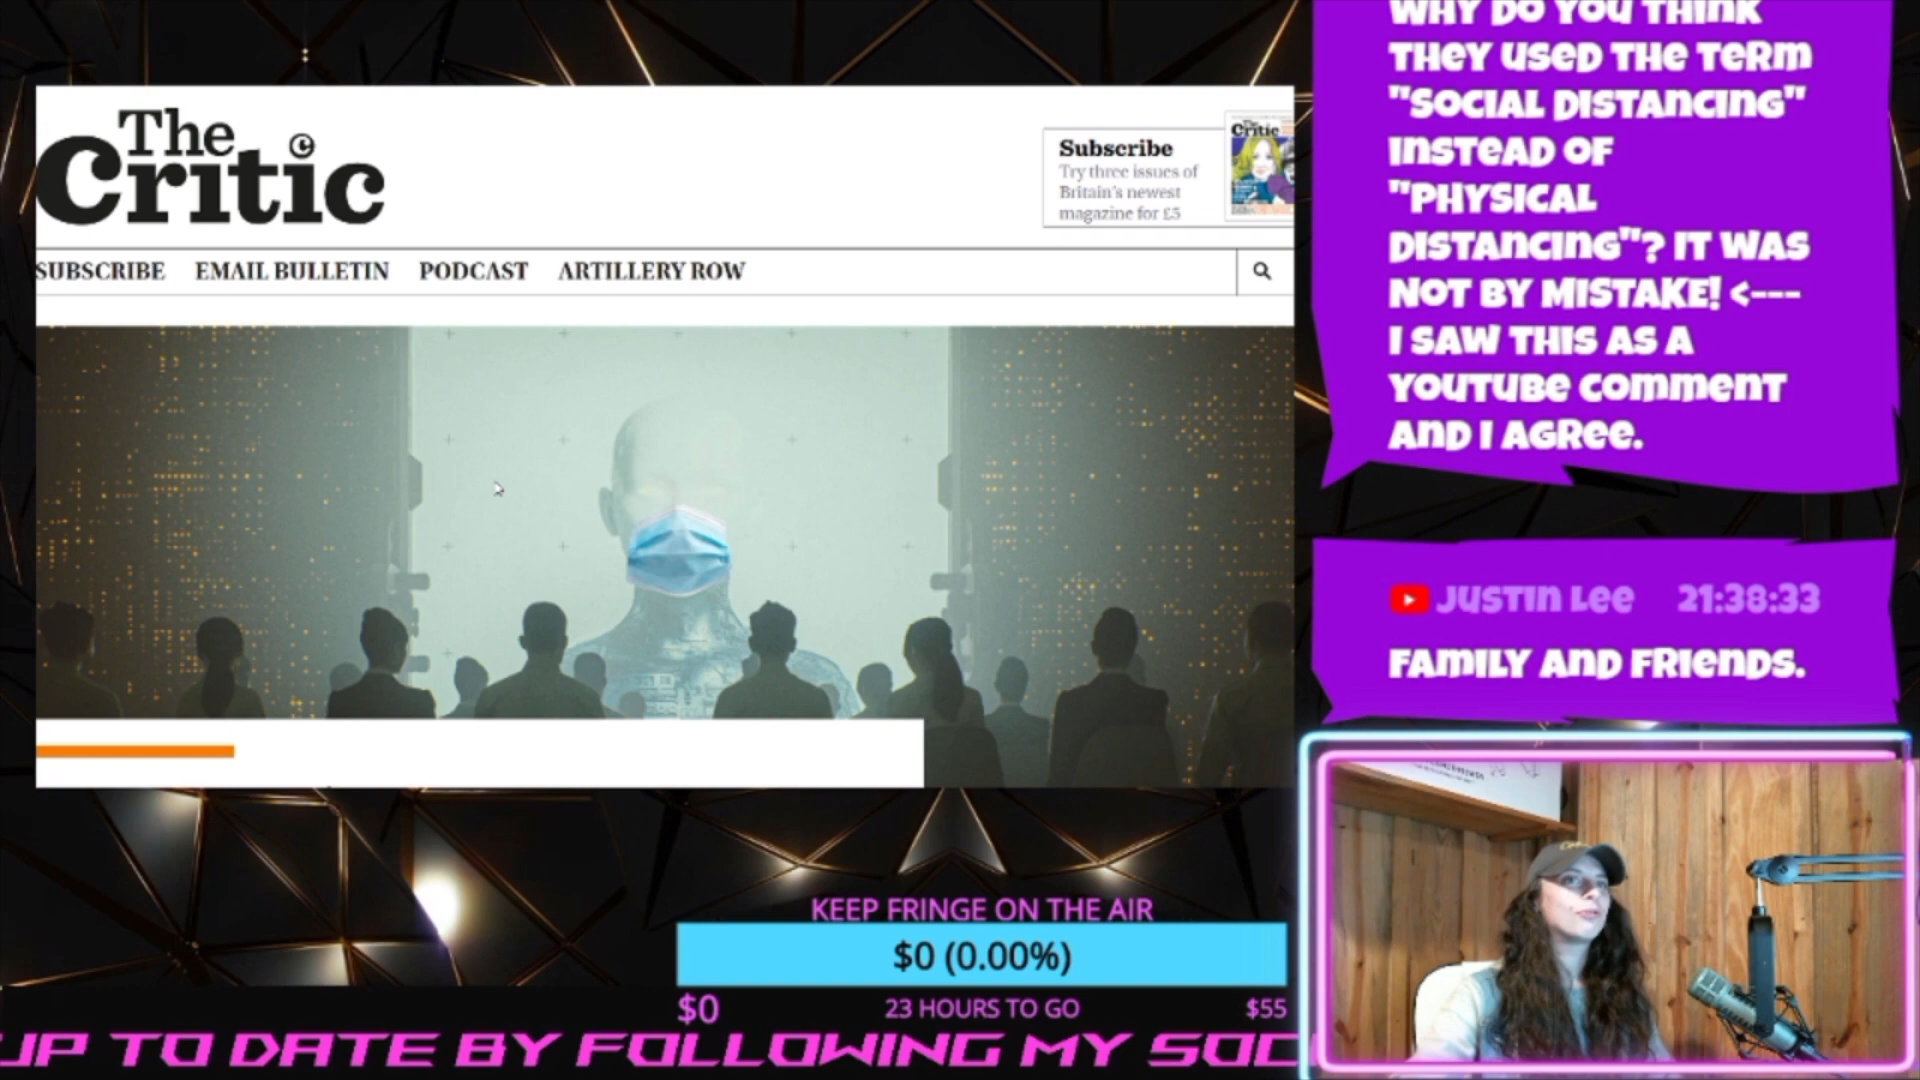 The
Critic
Subscribe
Try three issues of
Britain's newest
magazine for £5
The
Critic
SUBSCRIBE EMAIL BULLETIN PODCAST ARTILLERY ROW
WHY DO YOU THINK
THEY USED THE TERM
"SOCIAL DISTANCING"
INSTEAD OF
"PHYSICAL
DISTANCING"? IT WAS
NOT BY MISTAKE! <---
I SAW THIS AS A
YOUTUBE COMMENT
AND I AGREE.
JUSTIN LEE 21:38:33
FAMILY AND FRIENDS.
KEEP FRINGE ON THE AIR
$0 (0.00%)
$0 23 HOURS TO GO $55
UP TO DATE BY FOLLOWING MY SOC